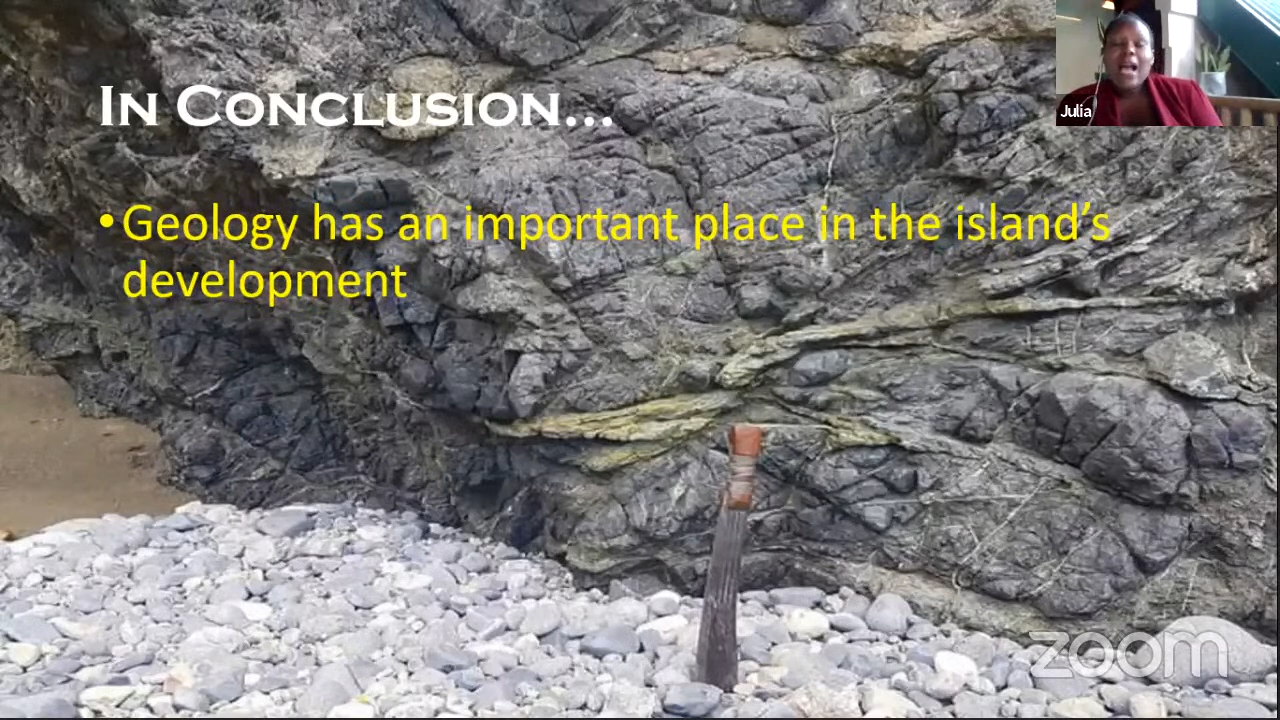 In Conclusion...
•Geology has an important place in the island's
development
Julia
zoom